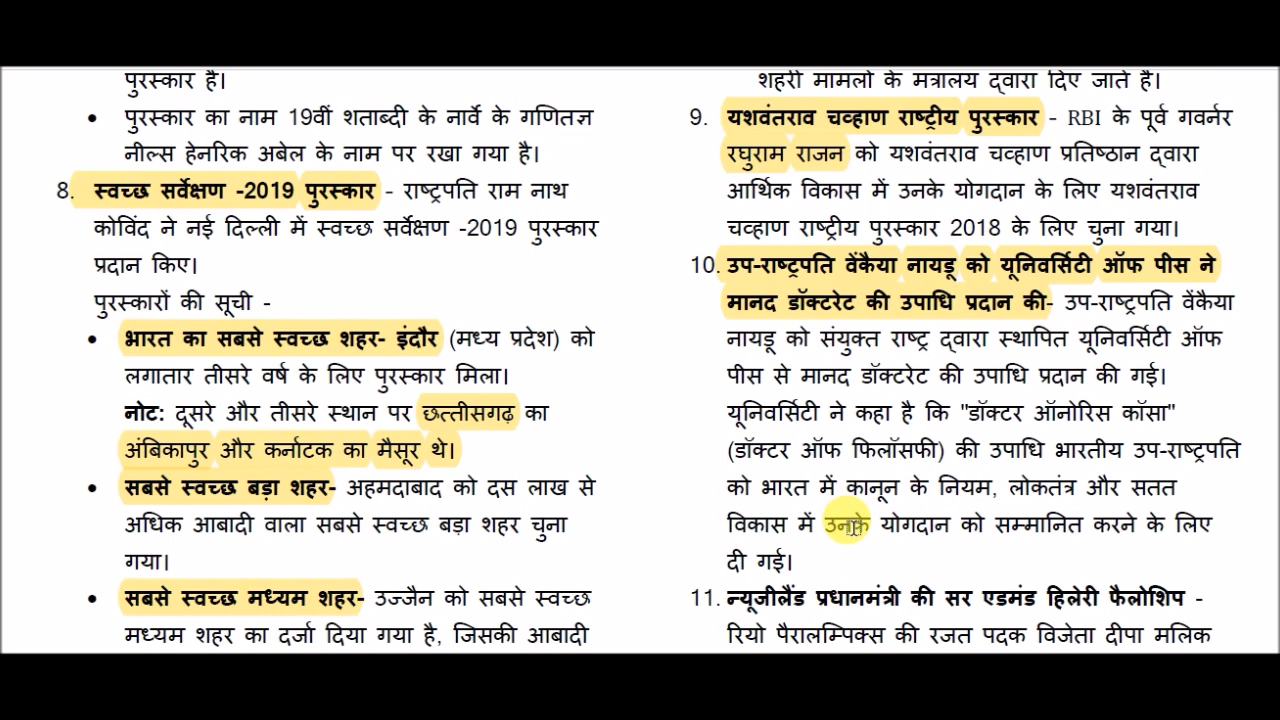 पुरस्कार है।
• पुरस्कार का नाम 19वीं शताब्दी के नार्वे के गणितज्ञ
नील्स हेनरिक अबेल के नाम पर रखा गया है।
8. स्वच्छ सर्वेक्षण -2019 पुरस्कार - राष्ट्रपति राम नाथ
कोविंद ने नई दिल्ली में स्वच्छ सर्वेक्षण -2019 पुरस्कार
प्रदान किए।
पुरस्कारों की सूची -
• भारत का सबसे स्वच्छ शहर- इंदौर (मध्य प्रदेश) को
लगातार तीसरे वर्ष के लिए पुरस्कार मिला।
नोट: दूसरे और तीसरे स्थान पर छत्तीसगढ़ का
अंबिकापुर और कर्नाटक का मैसूर थे।
• सबसे स्वच्छ बड़ा शहर- अहमदाबाद को दस लाख से
अधिक आबादी वाला सबसे स्वच्छ बड़ा शहर चुना
गया।
• सबसे स्वच्छ मध्यम शहर- उज्जैन को सबसे स्वच्छ
मध्यम शहर का दर्जा दिया गया है, जिसकी आबादी
शहरी मामलों के मंत्रालय द्वारा दिए जाते हैं।
9. यशवंतराव चव्हाण राष्ट्रीय पुरस्कार - RBI के पूर्व गवर्नर
रघुराम राजन को यशवंतराव चव्हाण प्रतिष्ठान द्वारा
आर्थिक विकास में उनके योगदान के लिए यशवंतराव
चव्हाण राष्ट्रीय पुरस्कार 2018 के लिए चुना गया।
10. उप-राष्ट्रपति वेंकैया नायडू को यूनिवर्सिटी ऑफ पीस ने
मानद डॉक्टरेट की उपाधि प्रदान की- उप-राष्ट्रपति वेंकैया
नायडू को संयुक्त राष्ट्र द्वारा स्थापित यूनिवर्सिटी ऑफ
पीस से मानद डॉक्टरेट की उपाधि प्रदान की गई।
यूनिवर्सिटी ने कहा है कि "डॉक्टर ऑनोरिस कॉसा"
(डॉक्टर ऑफ फिलॉसफी) की उपाधि भारतीय उप-राष्ट्रपति
को भारत में कानून के नियम, लोकतंत्र और सतत
विकास में उनके योगदान को सम्मानित करने के लिए
दी गई।
11. न्यूजीलैंड प्रधानमंत्री की सर एडमंड हिलेरी फैलोशिप -
रियो पैरालम्पिक्स की रजत पदक विजेता दीपा मलिक